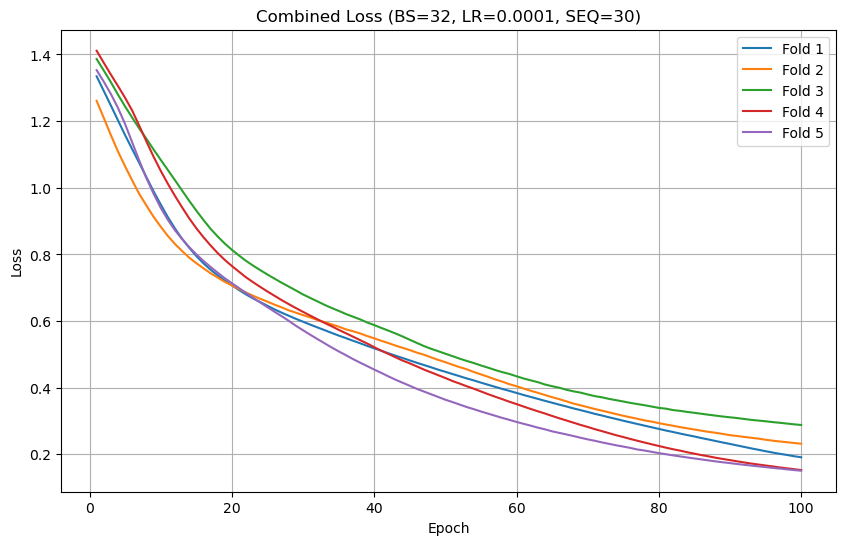 Combined Loss (BS=32, LR=0.0001, SEQ=30)
Fold 1
Fold 2
Fold 3
Fold 4
Fold 5
Loss
1.4
1.2
1.0
0.8
0.6
0.4
0.2
0 20 40 60 80 100
Epoch